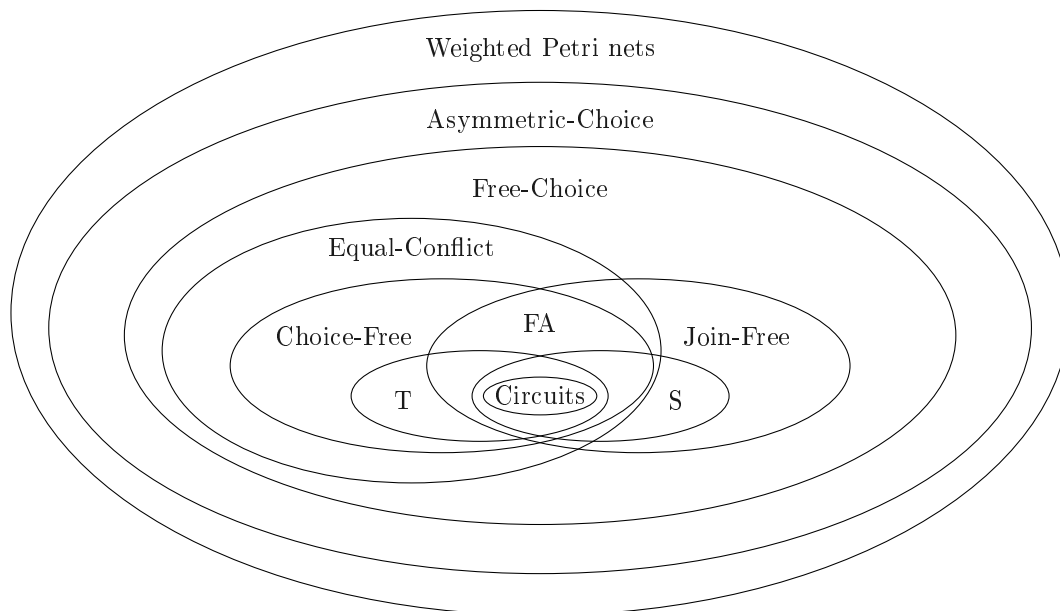 Weighted Petri nets
Asymmetric-Choice
Free-Choice
Equal-Conflict
FA
Choice-Free
Join-Free
Circuits
T
S